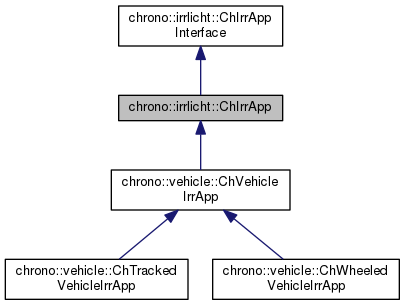 chrono::irrlicht::ChIrrApp
Interface
chrono::irrlicht::ChIrrApp
chrono::vehicle::ChVehicle
IrrApp
chrono::vehicle::ChTracked
VehicleIrrApp
chrono::vehicle::ChWheeled
VehicleIrrApp